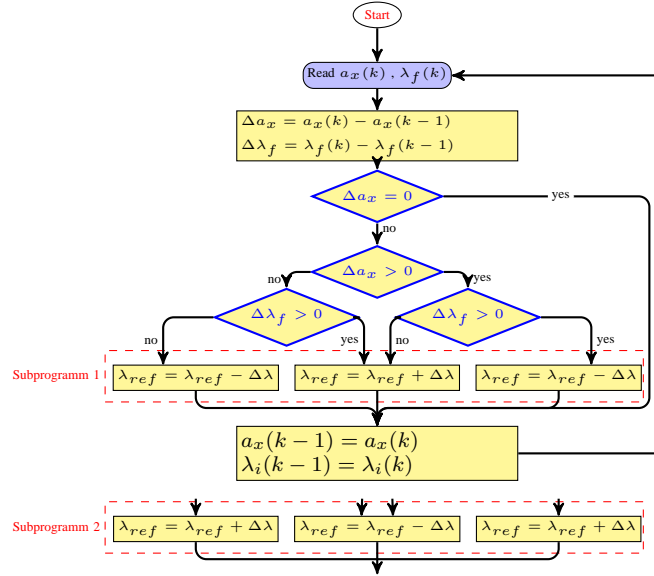 Start
Read a_x(k) , λ_f(k)
Δa_x = a_x(k) − a_x(k − 1)
Δλ_f = λ_f(k) − λ_f(k − 1)
Δa_x = 0
yes
no
Δa_x > 0
no
yes
Δλ_f > 0
Δλ_f > 0
no
yes
no
yes
Subprogramm 1
λ_ref = λ_ref − Δλ
λ_ref = λ_ref + Δλ
λ_ref = λ_ref − Δλ
a_x(k−1) = a_x(k)
λ_i(k−1) = λ_i(k)
Subprogramm 2
λ_ref = λ_ref + Δλ
λ_ref = λ_ref − Δλ
λ_ref = λ_ref + Δλ